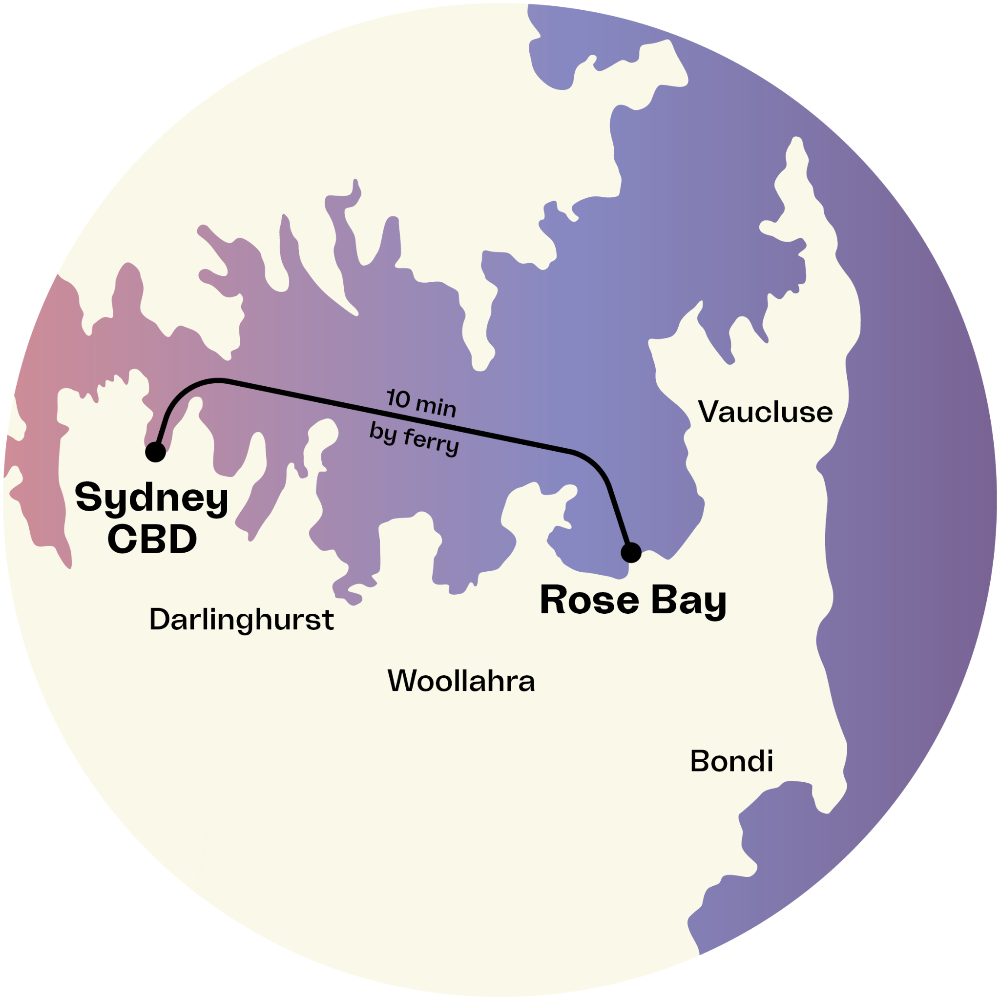 10 min
by ferry
Vaucluse
Sydney
CBD
Rose Bay
Darlinghurst
Woollahra
Bondi